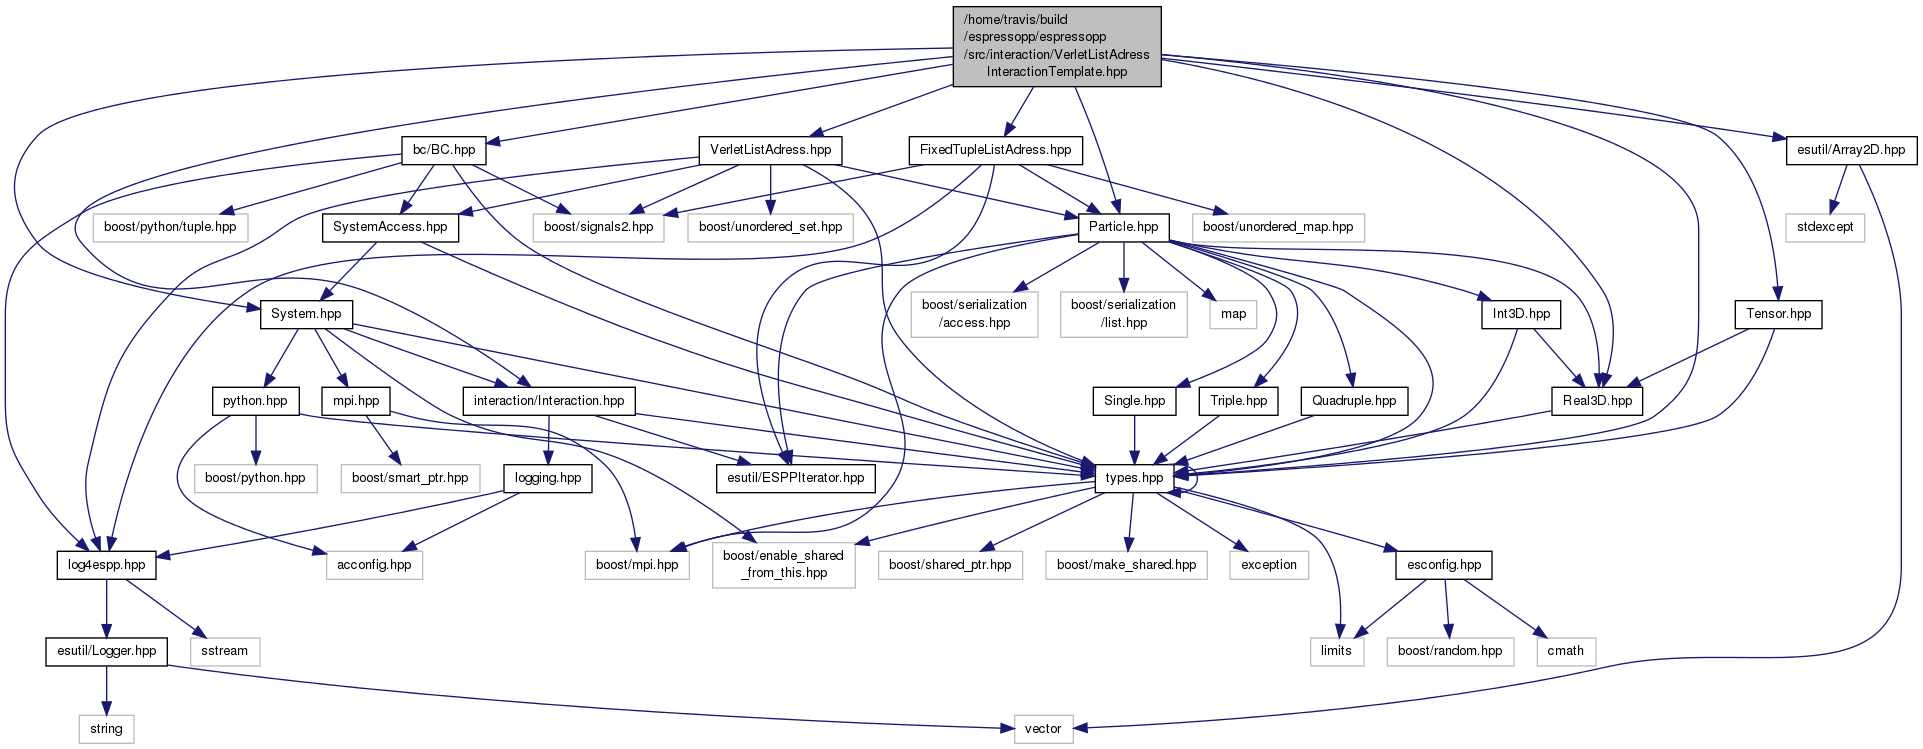 /home/travis/build
/espressopp/espressopp
/src/interaction/VerletListAdress
InteractionTemplate.hpp
bc/BC.hpp
VerletListAdress.hpp
FixedTupleListAdress.hpp
esutil/Array2D.hpp
boost/python/tuple.hpp
SystemAccess.hpp
boost/signals2.hpp
boost/unordered_set.hpp
Particle.hpp
boost/unordered_map.hpp
stdexcept
System.hpp
boost/serialization
/access.hpp
boost/serialization
/list.hpp
map
Int3D.hpp
Tensor.hpp
python.hpp
mpi.hpp
interaction/Interaction.hpp
Single.hpp
Triple.hpp
Quadruple.hpp
Real3D.hpp
boost/python.hpp
boost/smart_ptr.hpp
logging.hpp
esutil/ESPPIterator.hpp
types.hpp
log4espp.hpp
acconfig.hpp
boost/mpi.hpp
boost/enable_shared
_from_this.hpp
boost/shared_ptr.hpp
boost/make_shared.hpp
exception
esconfig.hpp
esutil/Logger.hpp
sstream
limits
boost/random.hpp
cmath
string
vector